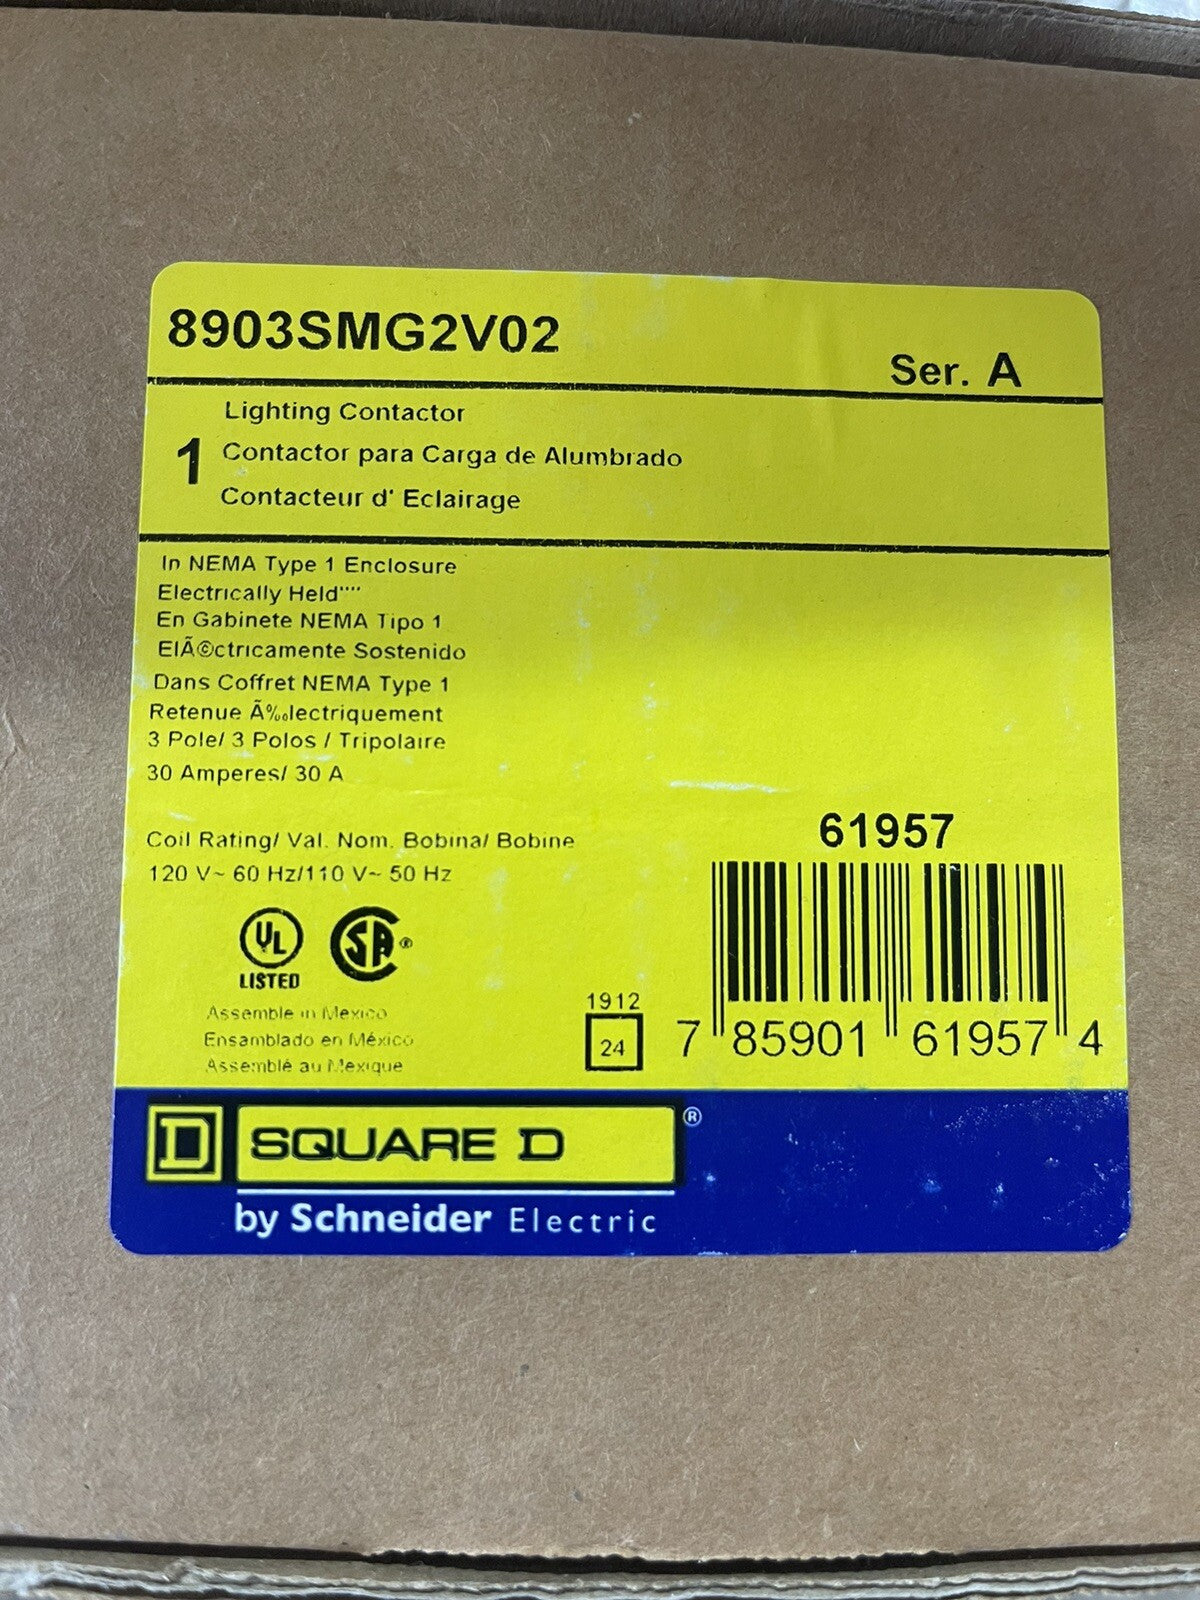 8903SMG2V02
Ser. A
Lighting Contactor
1 Contactor para Carga de Alumbrado
Contacteur d' Eclairage
In NEMA Type 1 Enclosure
Electrically Held""
En Gabinete NEMA Tipo 1
ElÃ©ctricamente Sostenido
Dans Coffret NEMA Type 1
Retenue Ã‰lectriquement
3 Pole/ 3 Polos / Tripolaire
30 Amperes/ 30 A
Coil Rating/ Val. Nom. Bobina/ Bobine
120 V~ 60 Hz/110 V~ 50 Hz
61957
UL
LISTED
SA ®
Assemble in Mexico
Ensamblado en México
Assemblé au Mexique
1912
24
7 85901 61957 4
D SQUARE D ®
by Schneider Electric